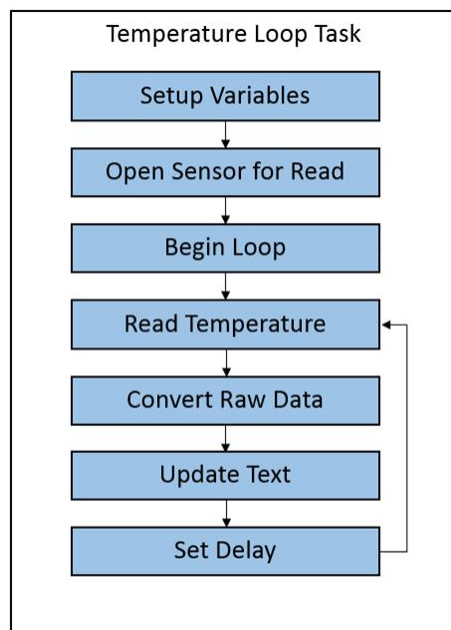 Temperature Loop Task
Setup Variables
Open Sensor for Read
Begin Loop
Read Temperature
Convert Raw Data
Update Text
Set Delay